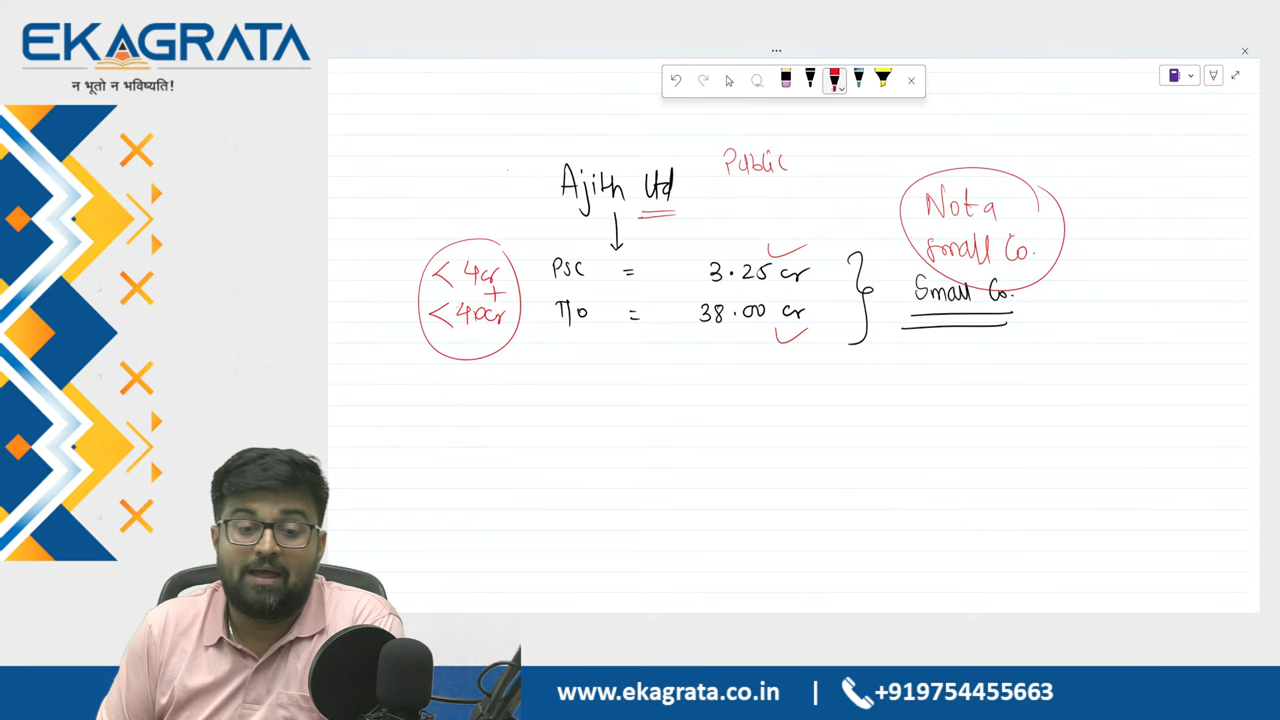 EKAGRATA
न भूतो न भविष्यति!
Ajith Ltd
Public
Not a
small Co.
< 4cr
+
< 40cr
PSC = 3.25 cr
T/o = 38.00 cr
Small Co.
www.ekagrata.co.in | +919754455663